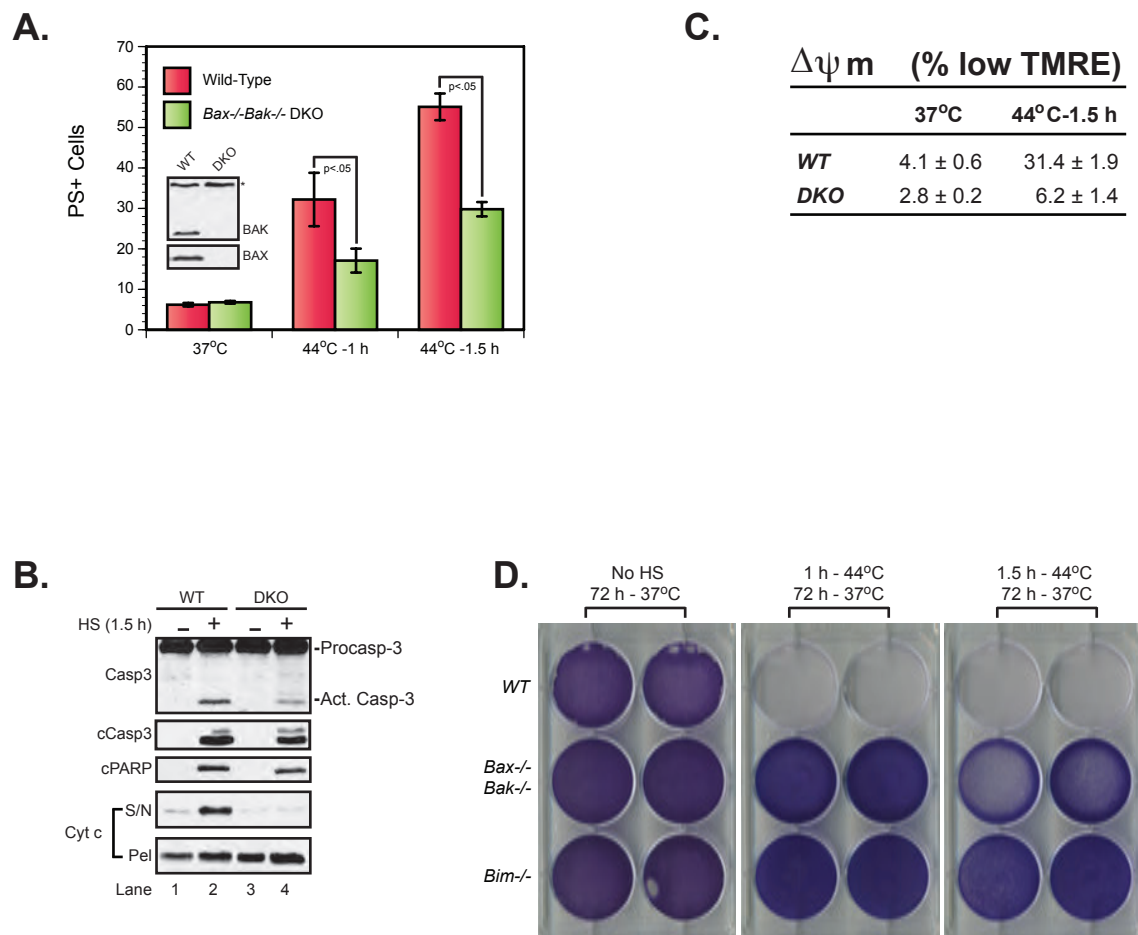 A.
70
60
50
40
30
20
10
0
PS+ Cells
Wild-Type
Bax-/-Bak-/- DKO
WT DKO
*
BAK
BAX
p<.05
p<.05
37°C 44°C -1 h 44°C -1.5 h
C.
Δψ m (% low TMRE)
37°C 44°C-1.5 h
WT 4.1 ± 0.6 31.4 ± 1.9
DKO 2.8 ± 0.2 6.2 ± 1.4
B.
WT DKO
HS (1.5 h) – + – +
Casp3
-Procasp-3
-Act. Casp-3
cCasp3
cPARP
Cyt c
S/N
Pel
Lane 1 2 3 4
D.
No HS
72 h - 37°C
1 h - 44°C
72 h - 37°C
1.5 h - 44°C
72 h - 37°C
WT
Bax-/-
Bak-/-
Bim-/-